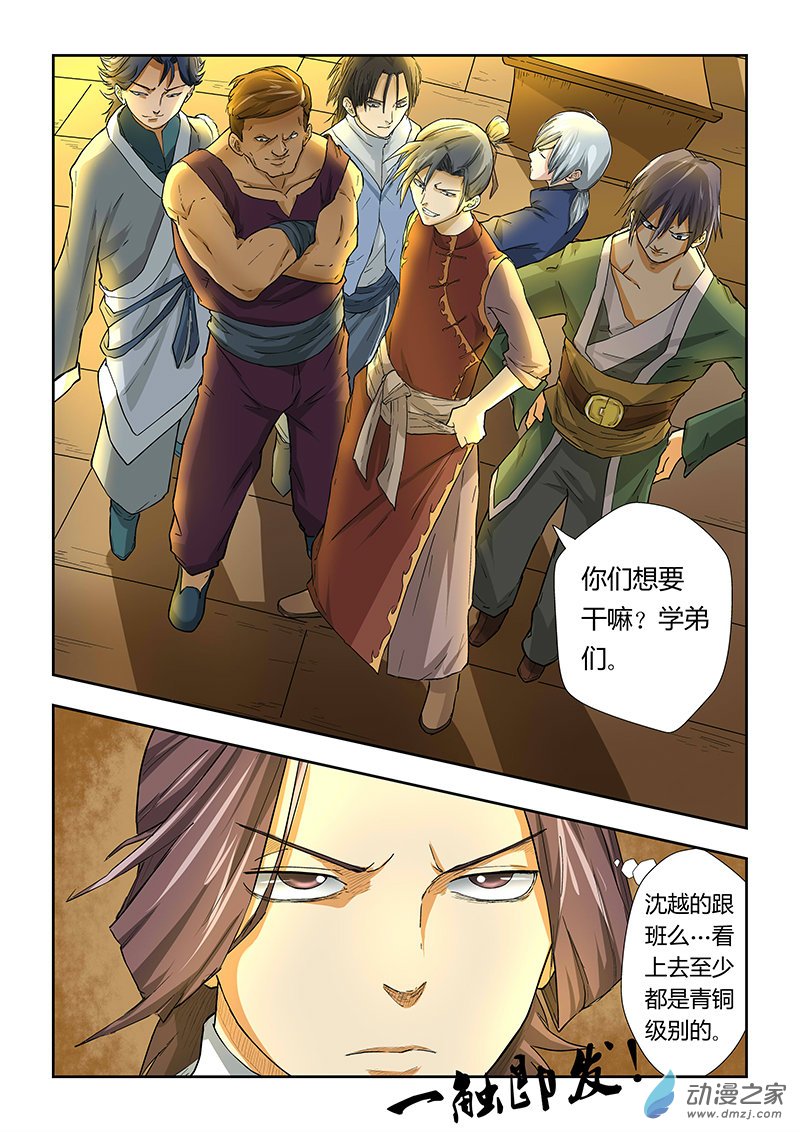 你们想要
干嘛？学弟
们。
沈越的跟
班么…看
上去至少
都是青铜
级别的。
一触即发！
动漫之家
www.dmzj.com